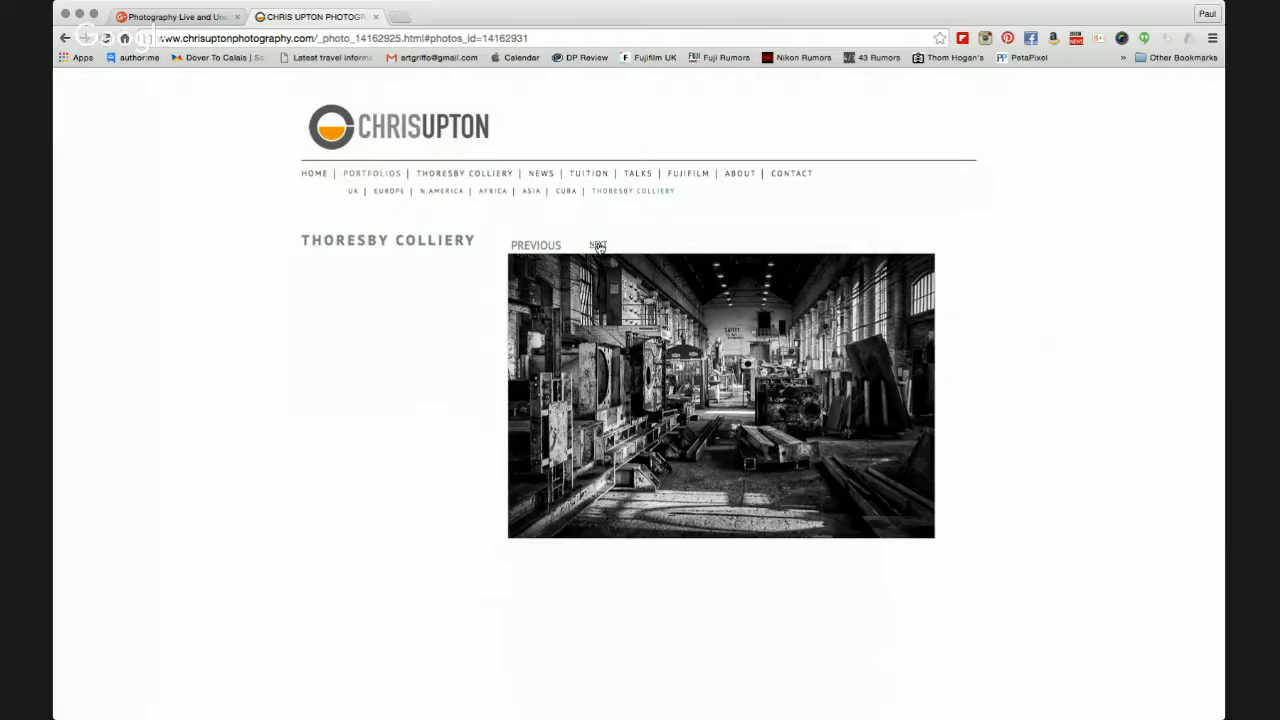 Photography Live and Un
CHRIS UPTON PHOTOGR
Paul
www.chrisuptonphotography.com/_photo_14162925.html#photos_id=14162931
Apps
author:me
Dover To Calais | Sa
Latest travel informa
artgriffo@gmail.com
Calendar
DP Review
Fujifilm UK
Fuji Rumors
Nikon Rumors
43 Rumors
Thom Hogan's
PetaPixel
»
Other Bookmarks
CHRISUPTON
HOME | PORTFOLIOS | THORESBY COLLIERY | NEWS | TUITION | TALKS | FUJIFILM | ABOUT | CONTACT
UK | EUROPE | N.AMERICA | AFRICA | ASIA | CUBA | THORESBY COLLIERY
THORESBY COLLIERY
PREVIOUS NEXT
SAFETY